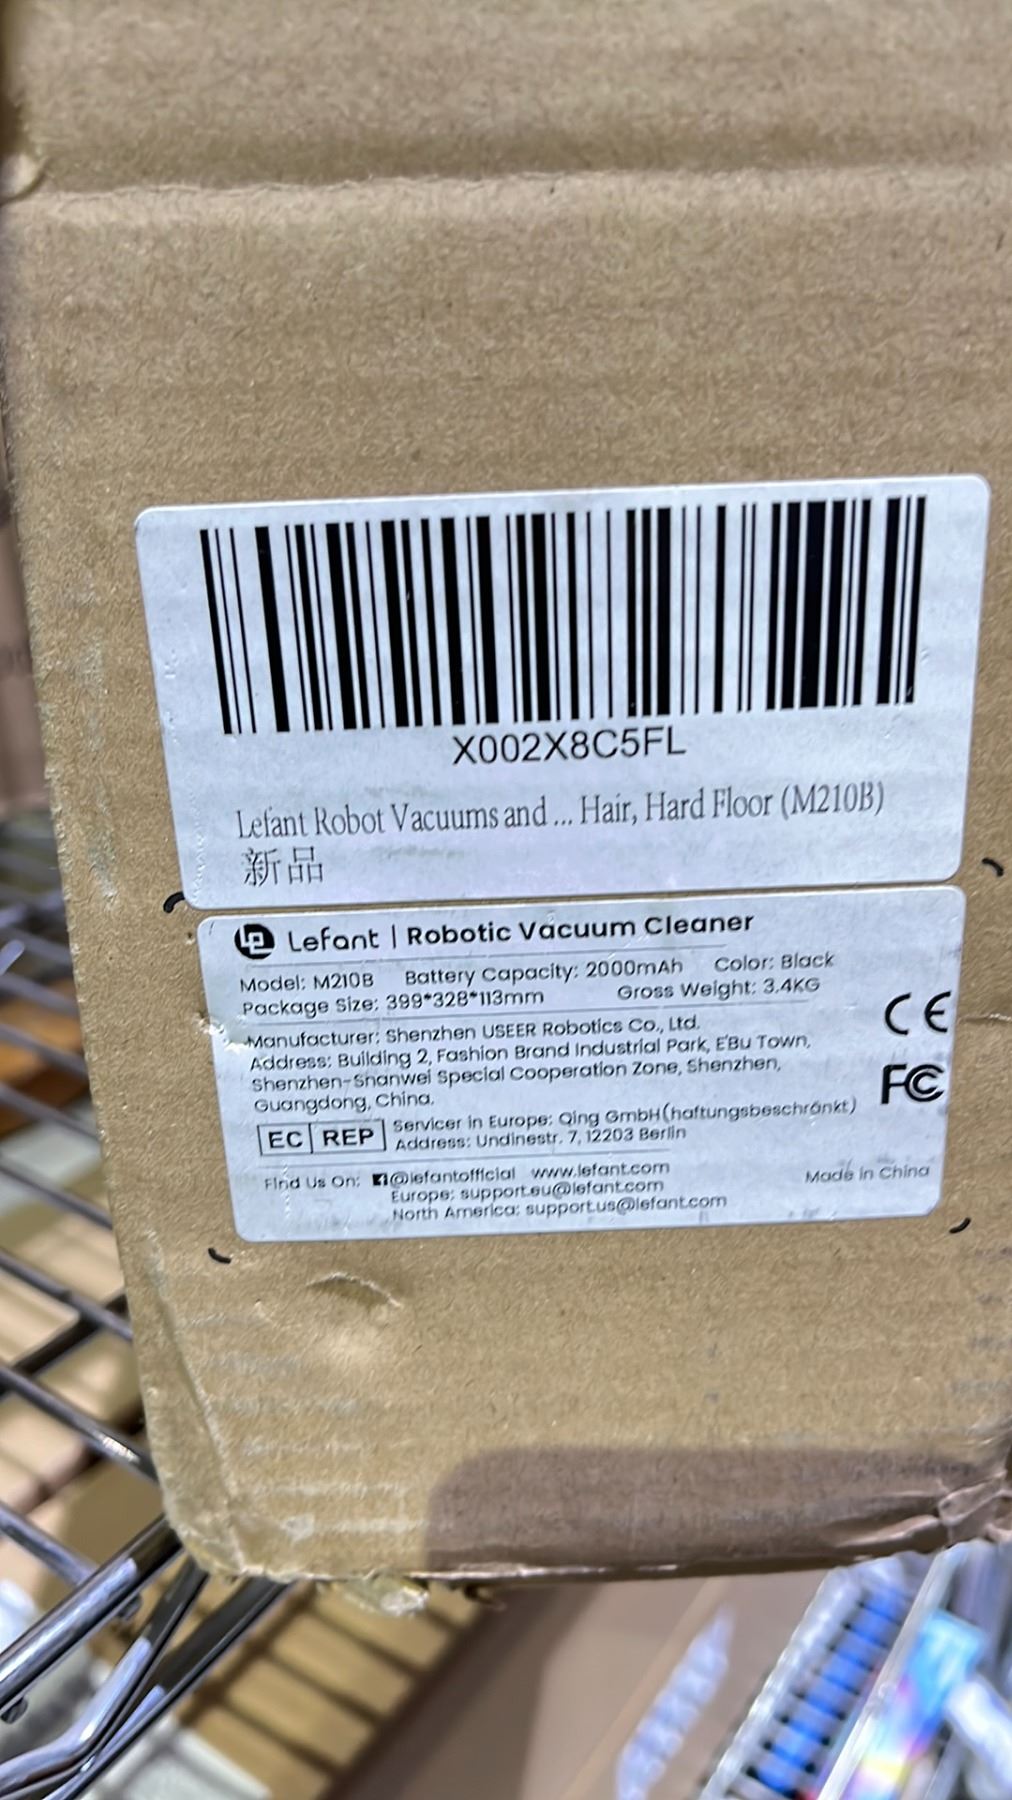 X002X8C5FL
Lefant Robot Vacuums and ... Hair, Hard Floor (M210B)
新品
Lefant | Robotic Vacuum Cleaner
Model: M210B Battery Capacity: 2000mAh Color: Black
Package Size: 399*328*113mm Gross Weight: 3.4KG
Manufacturer: Shenzhen USEER Robotics Co., Ltd.
Address: Building 2, Fashion Brand Industrial Park, E'Bu Town,
Shenzhen-Shanwei Special Cooperation Zone, Shenzhen,
Guangdong, China.
CE
FC
EC REP
Servicer in Europe: Qing GmbH(haftungsbeschränkt)
Address: Undinestr. 7, 12203 Berlin
Find Us On: @lefantofficial www.lefant.com
Europe: support.eu@lefant.com
North America: support.us@lefant.com
Made in China